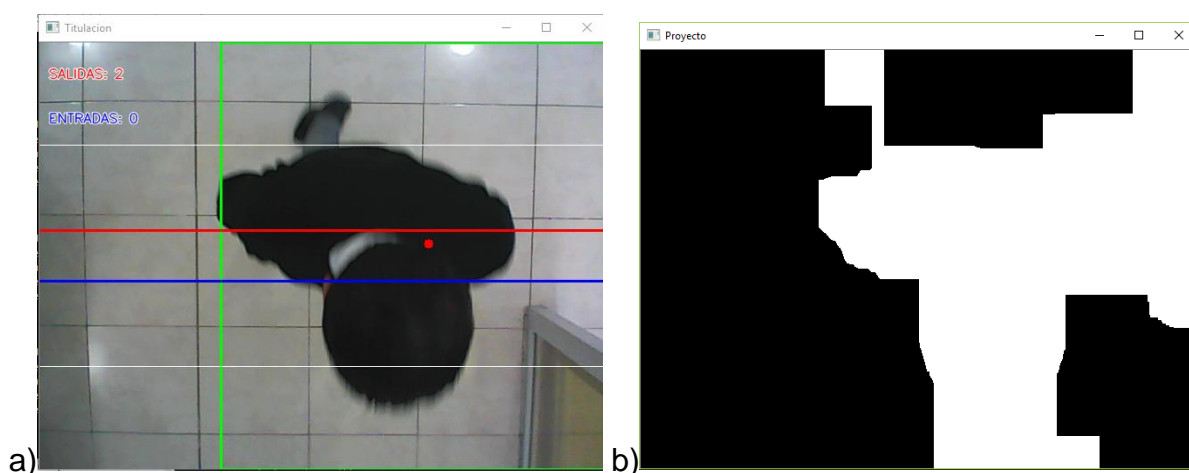 Titulacion
SALIDAS: 2
ENTRADAS: 0
a)
Proyecto
b)